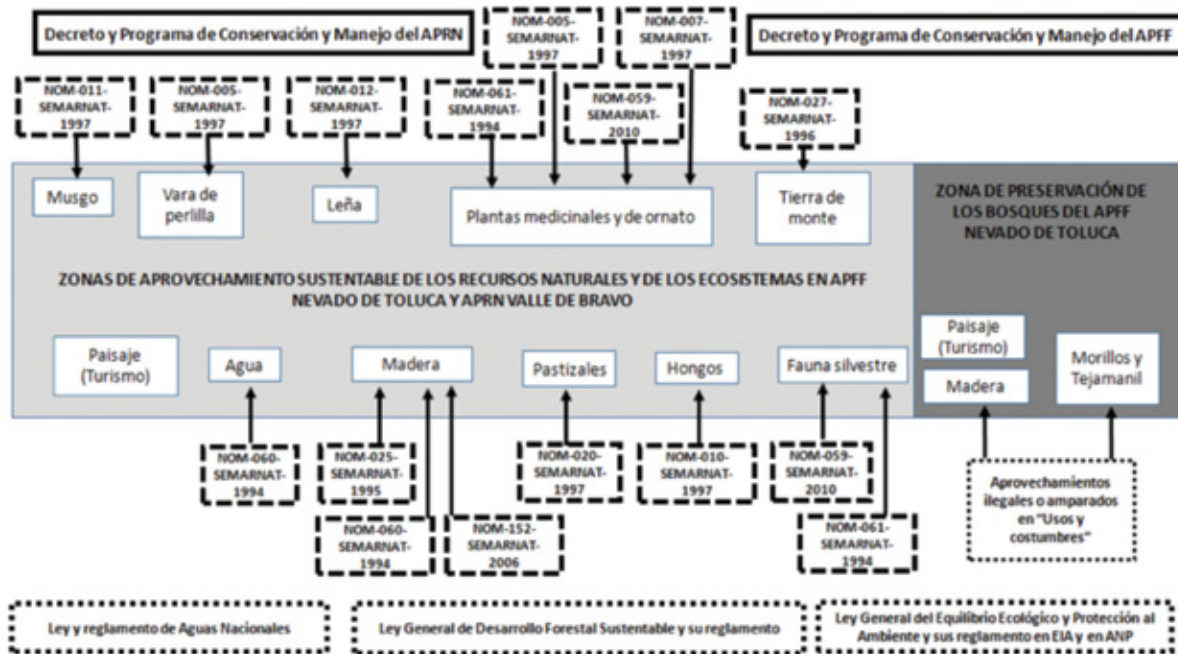 Decreto y Programa de Conservación y Manejo del APRN
NOM-005-
SEMARNAT-
1997
NOM-007-
SEMARNAT-
1997
Decreto y Programa de Conservación y Manejo del APFF
NOM-011-
SEMARNAT-
1997
NOM-005-
SEMARNAT-
1997
NOM-012-
SEMARNAT-
1997
NOM-061-
SEMARNAT-
1994
NOM-059-
SEMARNAT-
2010
NOM-027-
SEMARNAT-
1996
Musgo
Vara de
perlilla
Leña
Plantas medicinales y de ornato
Tierra de
monte
ZONA DE PRESERVACIÓN DE
LOS BOSQUES DEL APFF
NEVADO DE TOLUCA
ZONAS DE APROVECHAMIENTO SUSTENTABLE DE LOS RECURSOS NATURALES Y DE LOS ECOSISTEMAS EN APFF
NEVADO DE TOLUCA Y APRN VALLE DE BRAVO
Paisaje
(Turismo)
Agua
Madera
Pastizales
Hongos
Fauna silvestre
Paisaje
(Turismo)
Madera
Morillos y
Tejamanil
NOM-060-
SEMARNAT-
1994
NOM-025-
SEMARNAT-
1995
NOM-060-
SEMARNAT-
1994
NOM-152-
SEMARNAT-
2006
NOM-020-
SEMARNAT-
1997
NOM-010-
SEMARNAT-
1997
NOM-059-
SEMARNAT-
2010
NOM-061-
SEMARNAT-
1994
Aprovechamientos
ilegales o amparados
en "Usos y
costumbres"
Ley y reglamento de Aguas Nacionales
Ley General de Desarrollo Forestal Sustentable y su reglamento
Ley General del Equilibrio Ecológico y Protección al
Ambiente y sus reglamento en EIA y en ANP